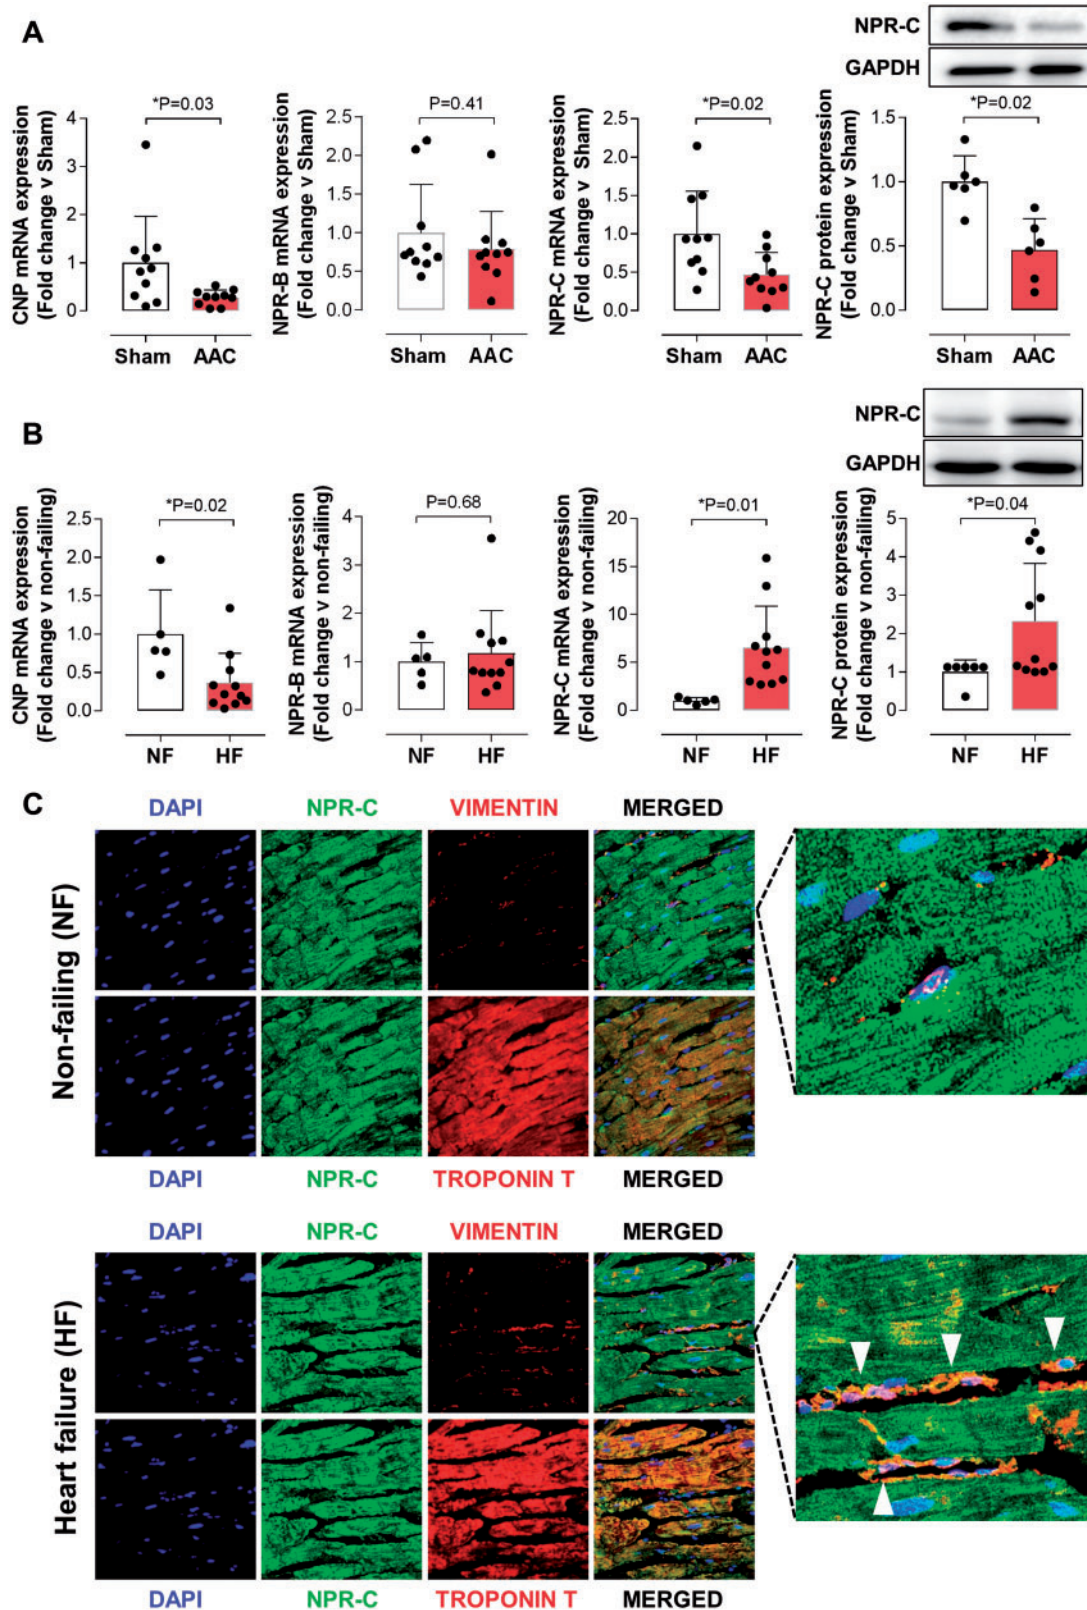 A
NPR-C
GAPDH
*P=0.03
P=0.41
*P=0.02
*P=0.02
CNP mRNA expression
(Fold change v Sham)
4
3
2
1
0
Sham
AAC
NPR-B mRNA expression
(Fold change v Sham)
2.5
2.0
1.5
1.0
0.5
0.0
Sham
AAC
NPR-C mRNA expression
(Fold change v Sham)
2.5
2.0
1.5
1.0
0.5
0.0
Sham
AAC
NPR-C protein expression
(Fold change v Sham)
1.5
1.0
0.5
0.0
Sham
AAC
B
NPR-C
GAPDH
*P=0.02
P=0.68
*P=0.01
*P=0.04
CNP mRNA expression
(Fold change v non-failing)
2.5
2.0
1.5
1.0
0.5
0.0
NF
HF
NPR-B mRNA expression
(Fold change v non-failing)
4
3
2
1
0
NF
HF
NPR-C mRNA expression
(Fold change v non-failing)
20
15
10
5
0
NF
HF
NPR-C protein expression
(Fold change v non-failing)
5
4
3
2
1
0
NF
HF
C
DAPI
NPR-C
VIMENTIN
MERGED
Non-failing (NF)
DAPI
NPR-C
TROPONIN T
MERGED
DAPI
NPR-C
VIMENTIN
MERGED
Heart failure (HF)
DAPI
NPR-C
TROPONIN T
MERGED